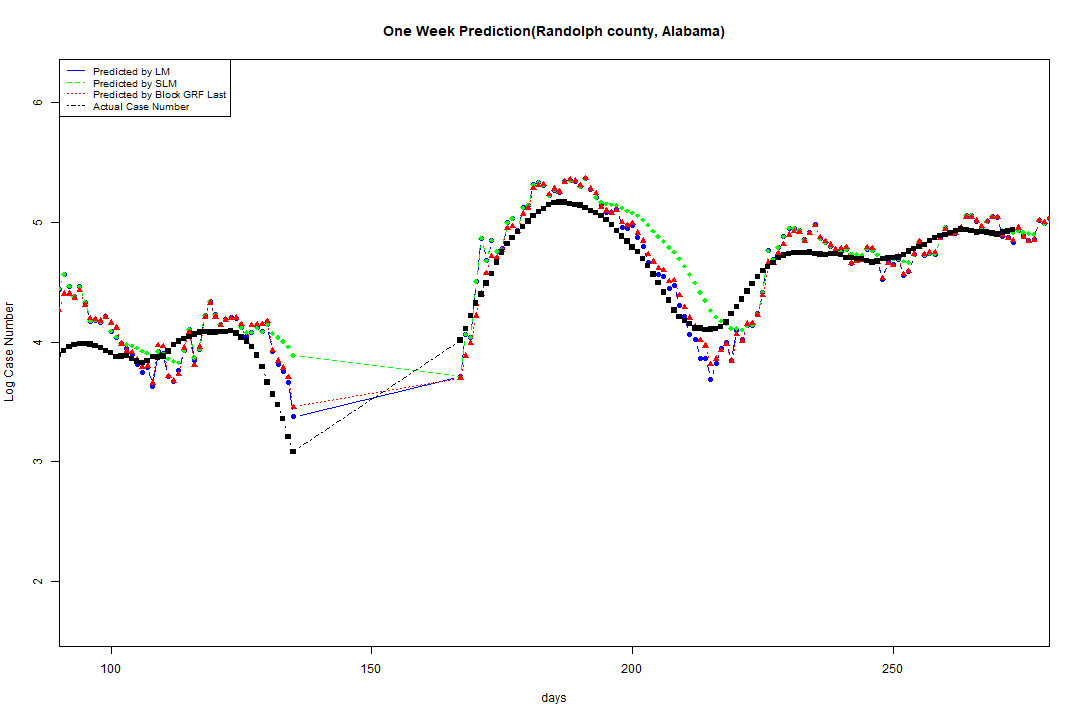 One Week Prediction(Randolph county, Alabama)
Predicted by LM
Predicted by SLM
Predicted by Block GRF Last
Actual Case Number
6
5
4
3
2
Log Case Number
100 150 200 250
days